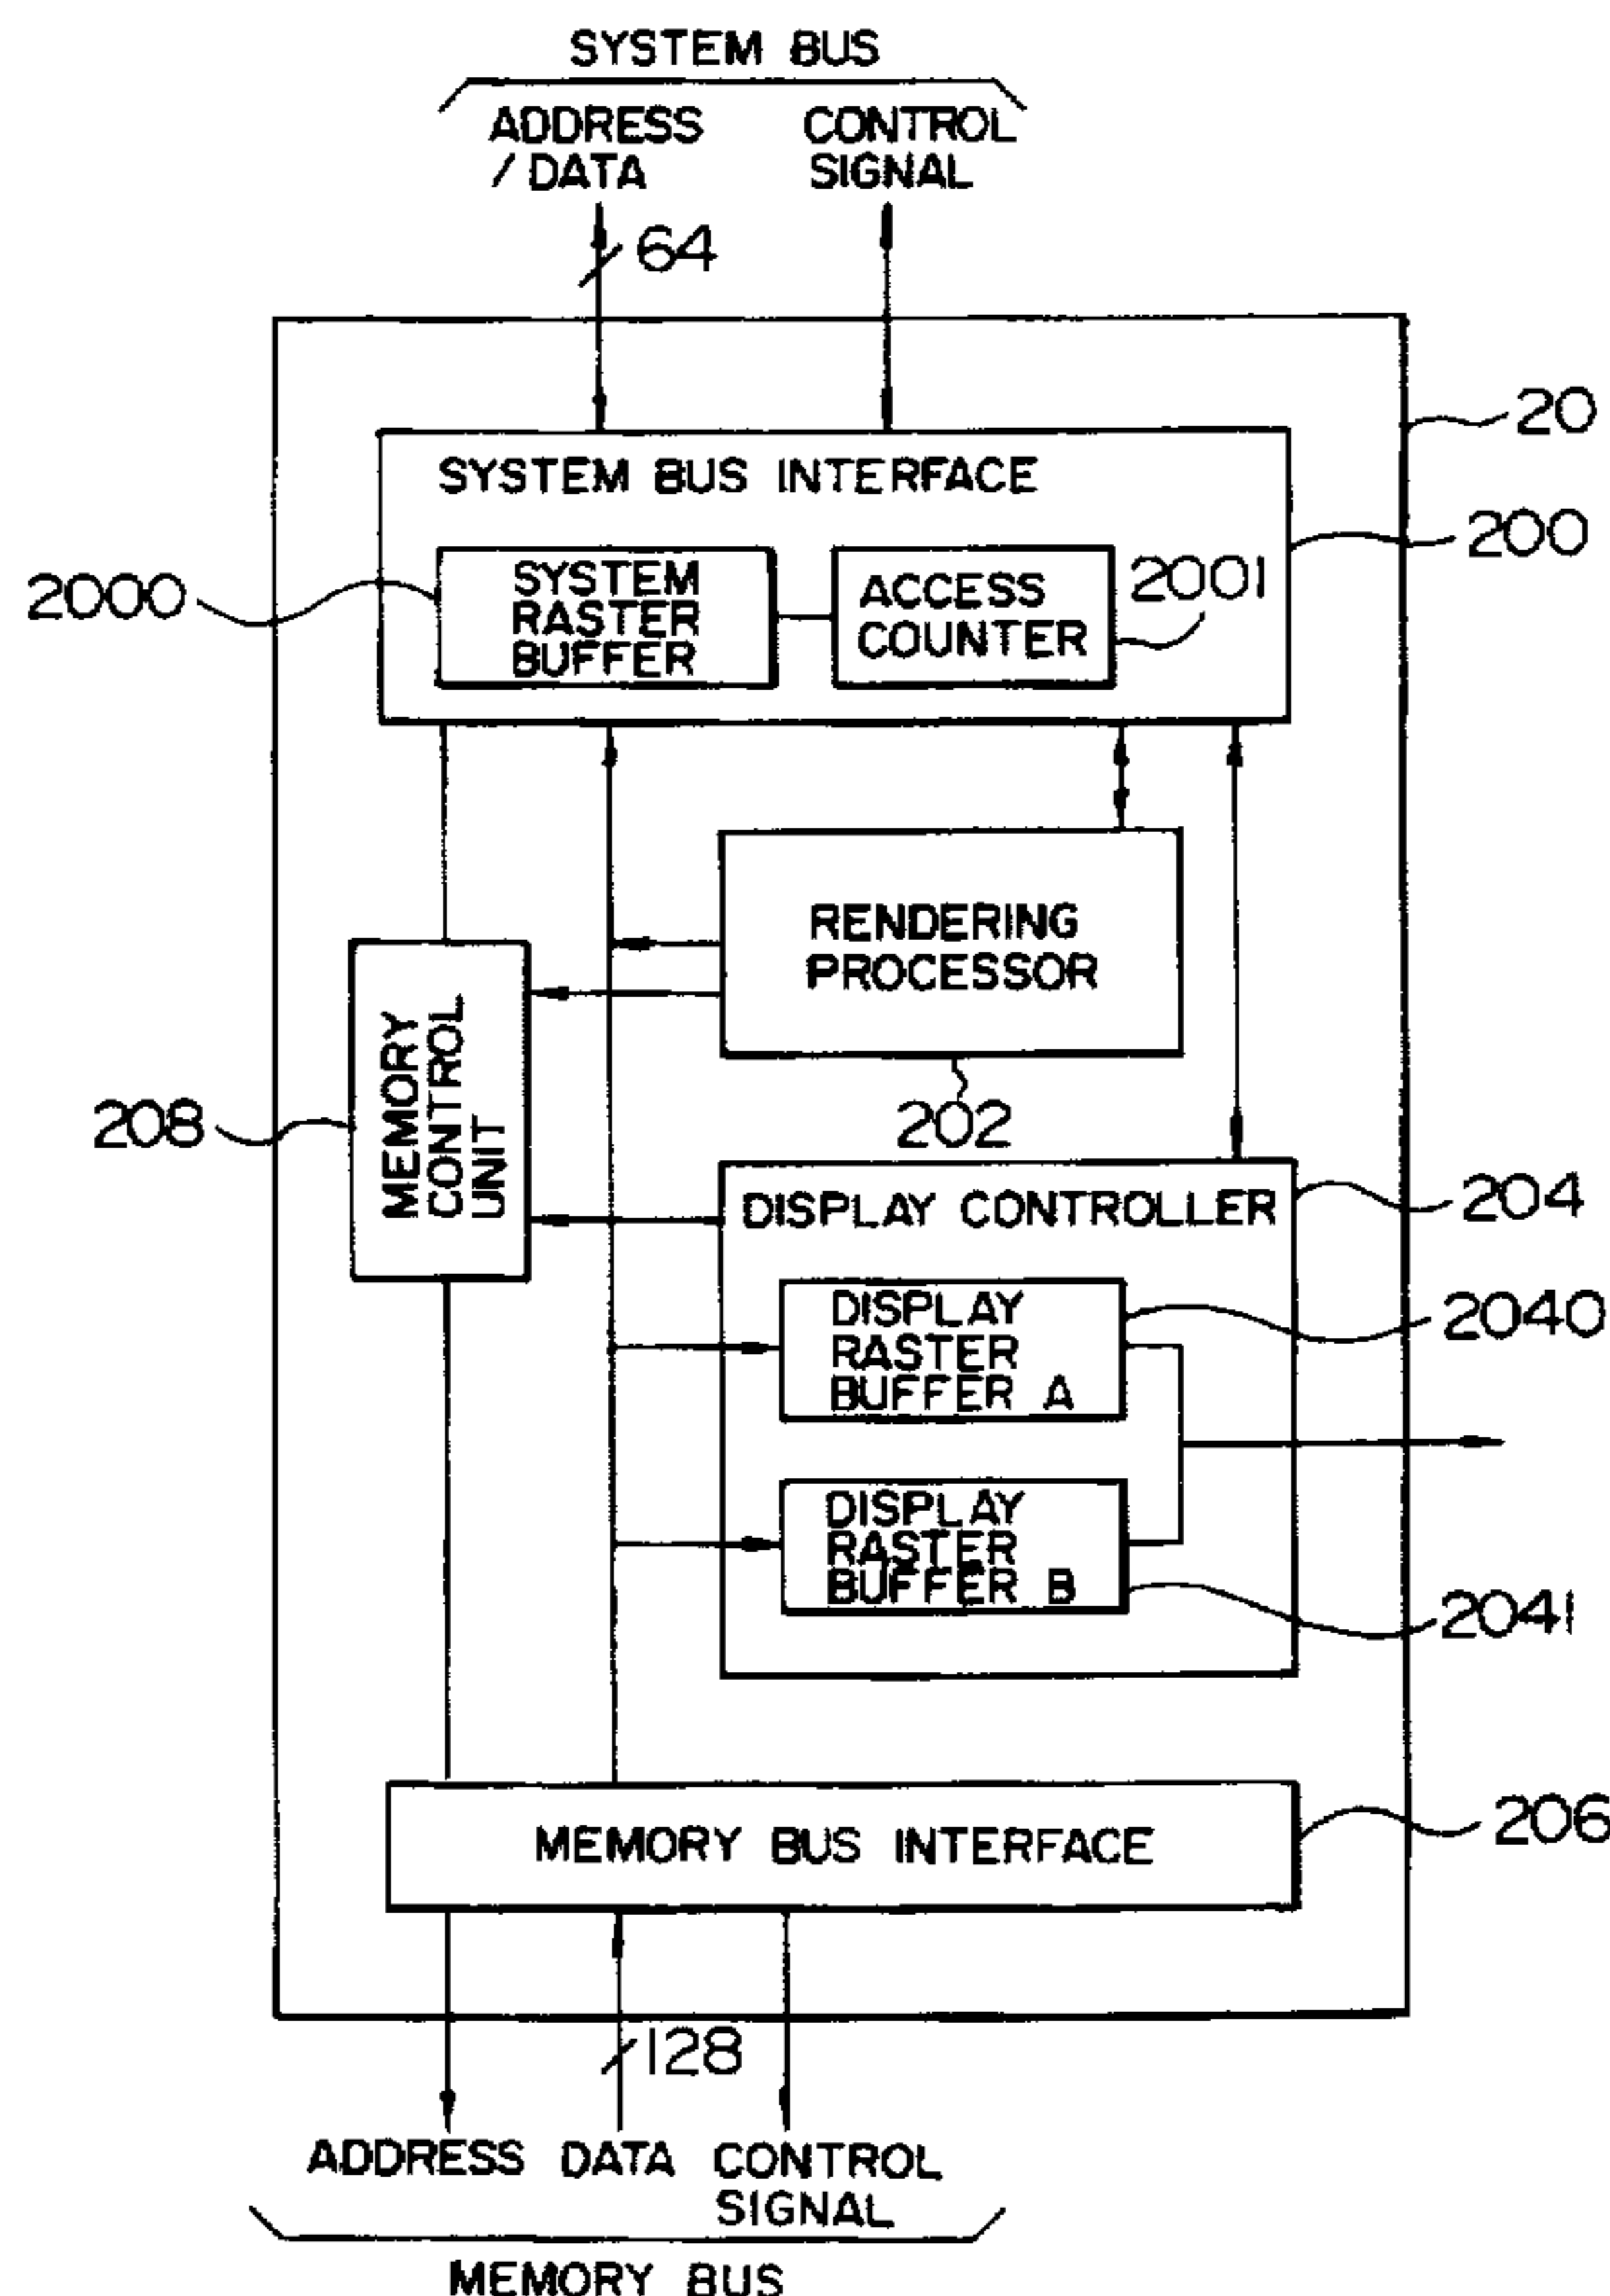 SYSTEM BUS
ADDRESS
/ DATA
CONTROL
SIGNAL
64
20
SYSTEM BUS INTERFACE
200
2000
SYSTEM
RASTER
BUFFER
ACCESS
COUNTER
2001
RENDERING
PROCESSOR
202
MEMORY
CONTROL
UNIT
208
DISPLAY CONTROLLER
204
DISPLAY
RASTER
BUFFER A
2040
DISPLAY
RASTER
BUFFER B
2041
MEMORY BUS INTERFACE
206
128
ADDRESS DATA CONTROL
SIGNAL
MEMORY BUS